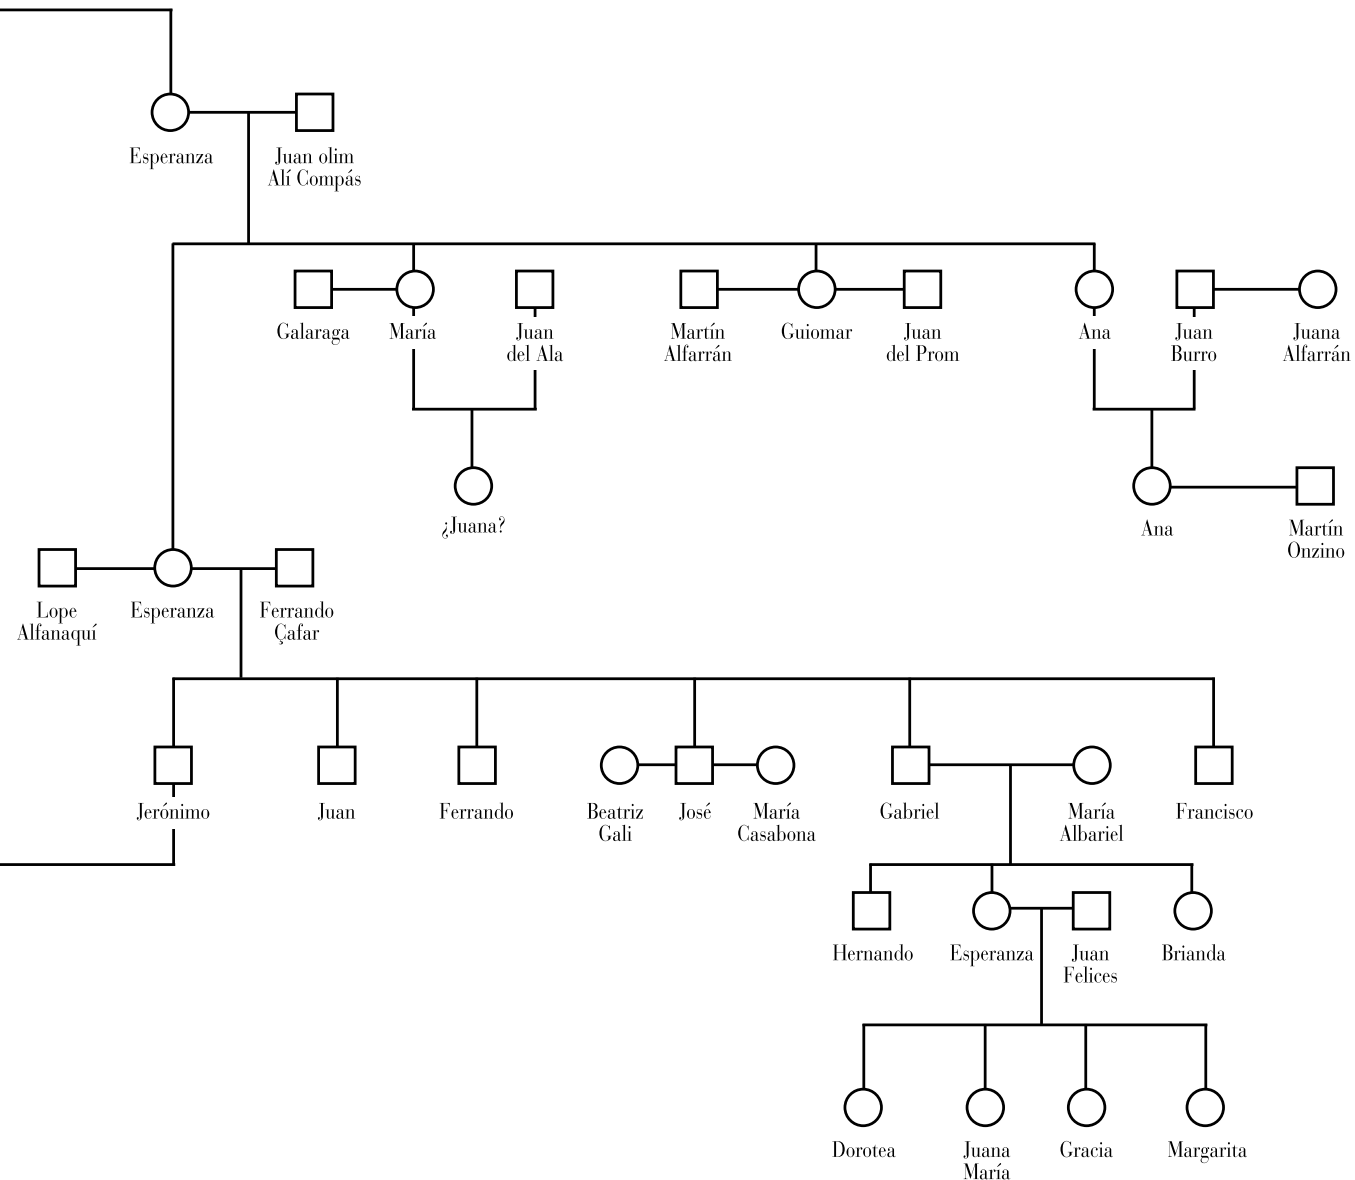 Esperanza
Juan olim
Alí Compás
Galaraga
María
Juan
del Ala
Martín
Alfarrán
Guiomar
Juan
del Prom
Ana
Juan
Burro
Juana
Alfarrán
¿Juana?
Ana
Martín
Onzino
Lope
Alfanaquí
Esperanza
Ferrando
Çafar
Jerónimo
Juan
Ferrando
Beatriz
Gali
José
María
Casabona
Gabriel
María
Albariel
Francisco
Hernando
Esperanza
Juan
Felices
Brianda
Dorotea
Juana
María
Gracia
Margarita